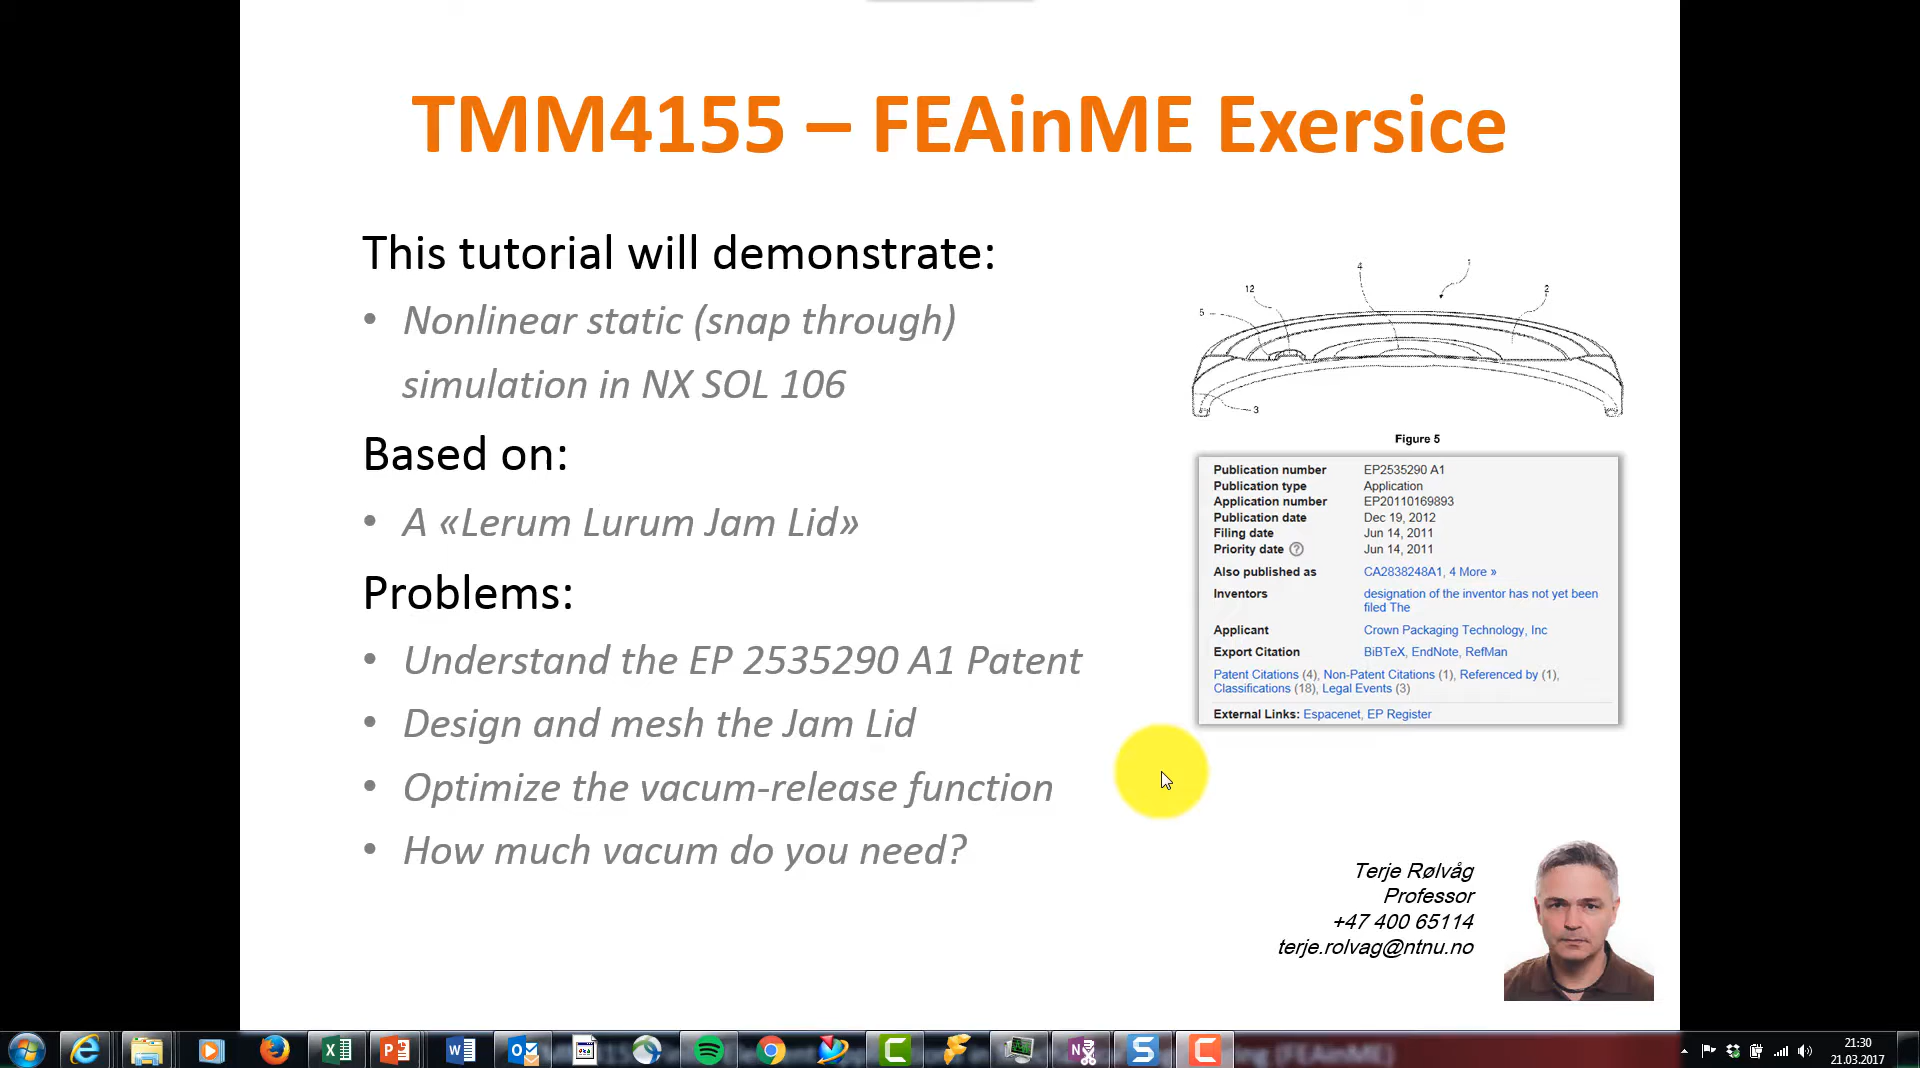 TMM4155 – FEAinME Exersice
This tutorial will demonstrate:
• Nonlinear static (snap through)
simulation in NX SOL 106
Based on:
• A «Lerum Lurum Jam Lid»
Problems:
• Understand the EP 2535290 A1 Patent
• Design and mesh the Jam Lid
• Optimize the vacum-release function
• How much vacum do you need?
1
4
12
2
5
3
Figure 5
Publication number EP2535290 A1
Publication type Application
Application number EP20110169893
Publication date Dec 19, 2012
Filing date Jun 14, 2011
Priority date ? Jun 14, 2011
Also published as CA2838248A1, 4 More »
Inventors designation of the inventor has not yet been
filed The
Applicant Crown Packaging Technology, Inc
Export Citation BiBTeX, EndNote, RefMan
Patent Citations (4), Non-Patent Citations (1), Referenced by (1),
Classifications (18), Legal Events (3)
External Links: Espacenet, EP Register
Terje Rølvåg
Professor
+47 400 65114
terje.rolvag@ntnu.no
21:30
21.03.2017